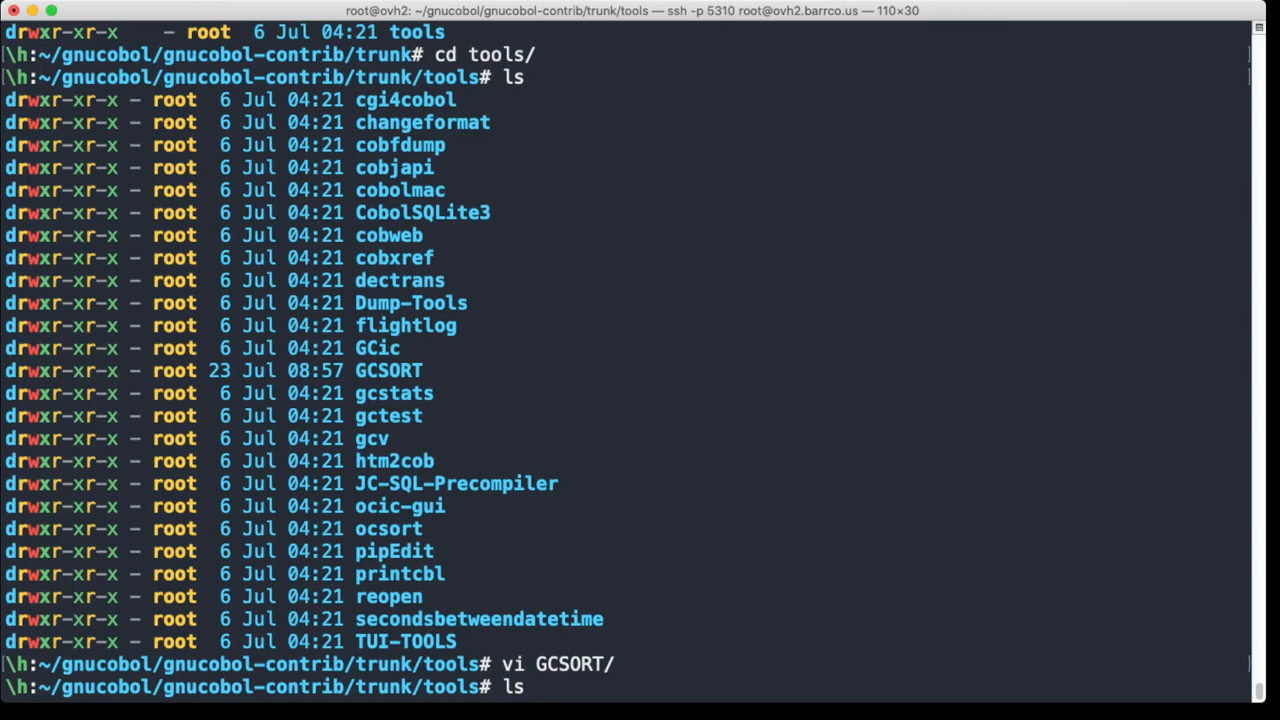 root@ovh2: ~/gnucobol/gnucobol-contrib/trunk/tools — ssh -p 5310 root@ovh2.barrco.us — 110×30
drwxr-xr-x    - root  6 Jul 04:21 tools
[\h:~/gnucobol/gnucobol-contrib/trunk# cd tools/ ]
[\h:~/gnucobol/gnucobol-contrib/trunk/tools# ls ]
drwxr-xr-x - root  6 Jul 04:21 cgi4cobol
drwxr-xr-x - root  6 Jul 04:21 changeformat
drwxr-xr-x - root  6 Jul 04:21 cobfdump
drwxr-xr-x - root  6 Jul 04:21 cobjapi
drwxr-xr-x - root  6 Jul 04:21 cobolmac
drwxr-xr-x - root  6 Jul 04:21 CobolSQLite3
drwxr-xr-x - root  6 Jul 04:21 cobweb
drwxr-xr-x - root  6 Jul 04:21 cobxref
drwxr-xr-x - root  6 Jul 04:21 dectrans
drwxr-xr-x - root  6 Jul 04:21 Dump-Tools
drwxr-xr-x - root  6 Jul 04:21 flightlog
drwxr-xr-x - root  6 Jul 04:21 GCic
drwxr-xr-x - root 23 Jul 08:57 GCSORT
drwxr-xr-x - root  6 Jul 04:21 gcstats
drwxr-xr-x - root  6 Jul 04:21 gctest
drwxr-xr-x - root  6 Jul 04:21 gcv
drwxr-xr-x - root  6 Jul 04:21 htm2cob
drwxr-xr-x - root  6 Jul 04:21 JC-SQL-Precompiler
drwxr-xr-x - root  6 Jul 04:21 ocic-gui
drwxr-xr-x - root  6 Jul 04:21 ocsort
drwxr-xr-x - root  6 Jul 04:21 pipEdit
drwxr-xr-x - root  6 Jul 04:21 printcbl
drwxr-xr-x - root  6 Jul 04:21 reopen
drwxr-xr-x - root  6 Jul 04:21 secondsbetweendatetime
drwxr-xr-x - root  6 Jul 04:21 TUI-TOOLS
[\h:~/gnucobol/gnucobol-contrib/trunk/tools# vi GCSORT/ ]
\h:~/gnucobol/gnucobol-contrib/trunk/tools# ls